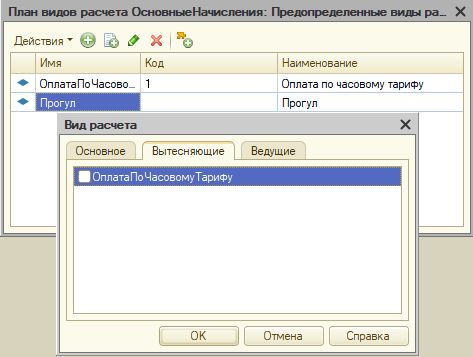 План видов расчета ОсновныеНачисления: Предопределенные виды ра...
Действия
Имя Код Наименование
ОплатаПоЧасово... 1 Оплата по часовому тарифу
Прогул Прогул
Вид расчета
Основное Вытесняющие Ведущие
ОплатаПоЧасовомуТарифу
OK Отмена Справка